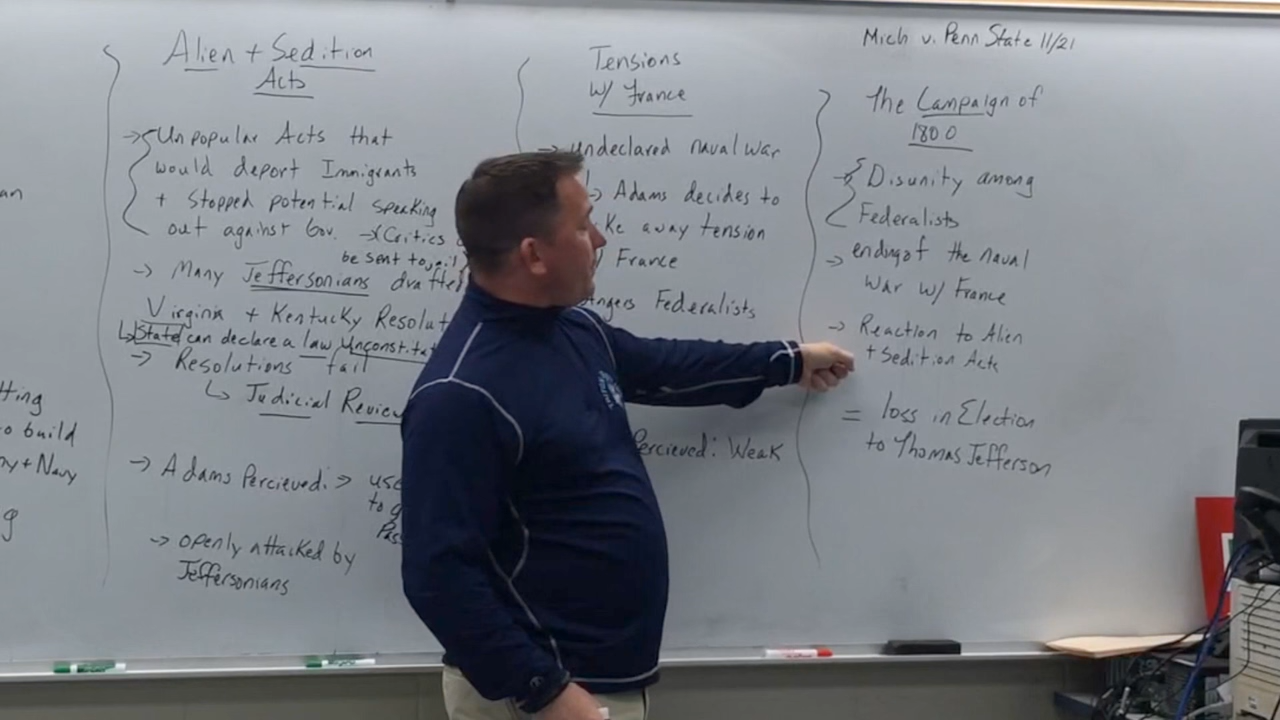 an
tting
o build
my + Navy
g
Alien + Sedition
Acts
→ Unpopular Acts that
would deport Immigrants
+ Stopped potential speaking
out against Gov. → Critics
be sent to jail
→ Many Jeffersonians drafte
Virginia + Kentucky Resolut
↳ State can declare a law Unconstitut
→ Resolutions fail
↳ Judicial Review
→ Adams Percieved: → use
to g
Pas
→ openly attacked by
Jeffersonians
Tensions
w/ France
→ undeclared naval war
↳ Adams decides to
ke away tension
France
Angers Federalists
Percieved: Weak
Mich v. Penn State 11/21
The Campaign of
1800
→ Disunity among
Federalists
→ ending of the naval
War w/ France
→ Reaction to Alien
+ Sedition Acts
= loss in Election
to Thomas Jefferson